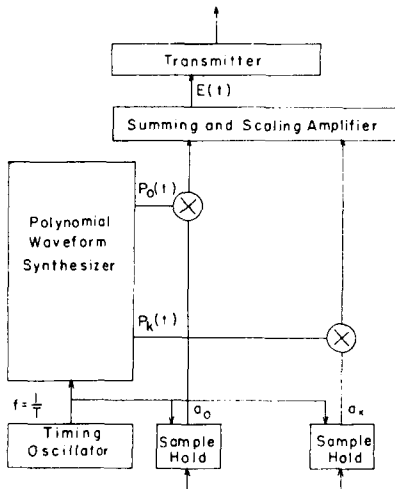 Transmitter
E(t)
Summing and Scaling Amplifier
P₀(t)
Polynomial
Waveform
Synthesizer
Pₖ(t)
f=1/T
a₀
aₖ
Timing
Oscillator
Sample
Hold
Sample
Hold